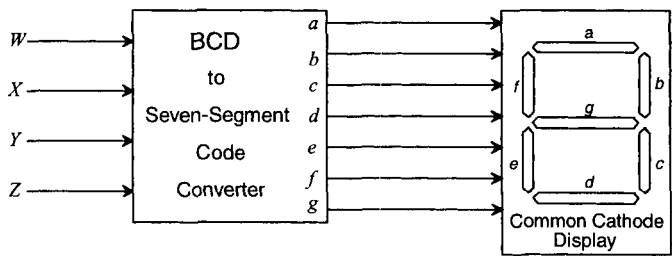 W
X
Y
Z
BCD
to
Seven-Segment
Code
Converter
a
b
c
d
e
f
g
a
f
b
g
e
c
d
Common Cathode
Display